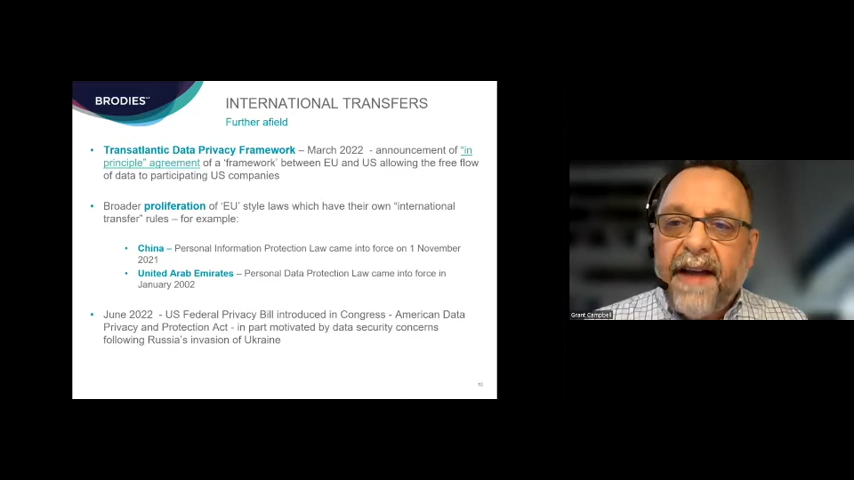 BRODIES LLP
INTERNATIONAL TRANSFERS
Further afield
• Transatlantic Data Privacy Framework – March 2022 - announcement of “in
principle” agreement of a ‘framework’ between EU and US allowing the free flow
of data to participating US companies
• Broader proliferation of ‘EU’ style laws which have their own “international
transfer” rules – for example:
• China – Personal Information Protection Law came into force on 1 November
2021
• United Arab Emirates – Personal Data Protection Law came into force in
January 2002
• June 2022 - US Federal Privacy Bill introduced in Congress - American Data
Privacy and Protection Act - in part motivated by data security concerns
following Russia’s invasion of Ukraine
10
Grant Campbell